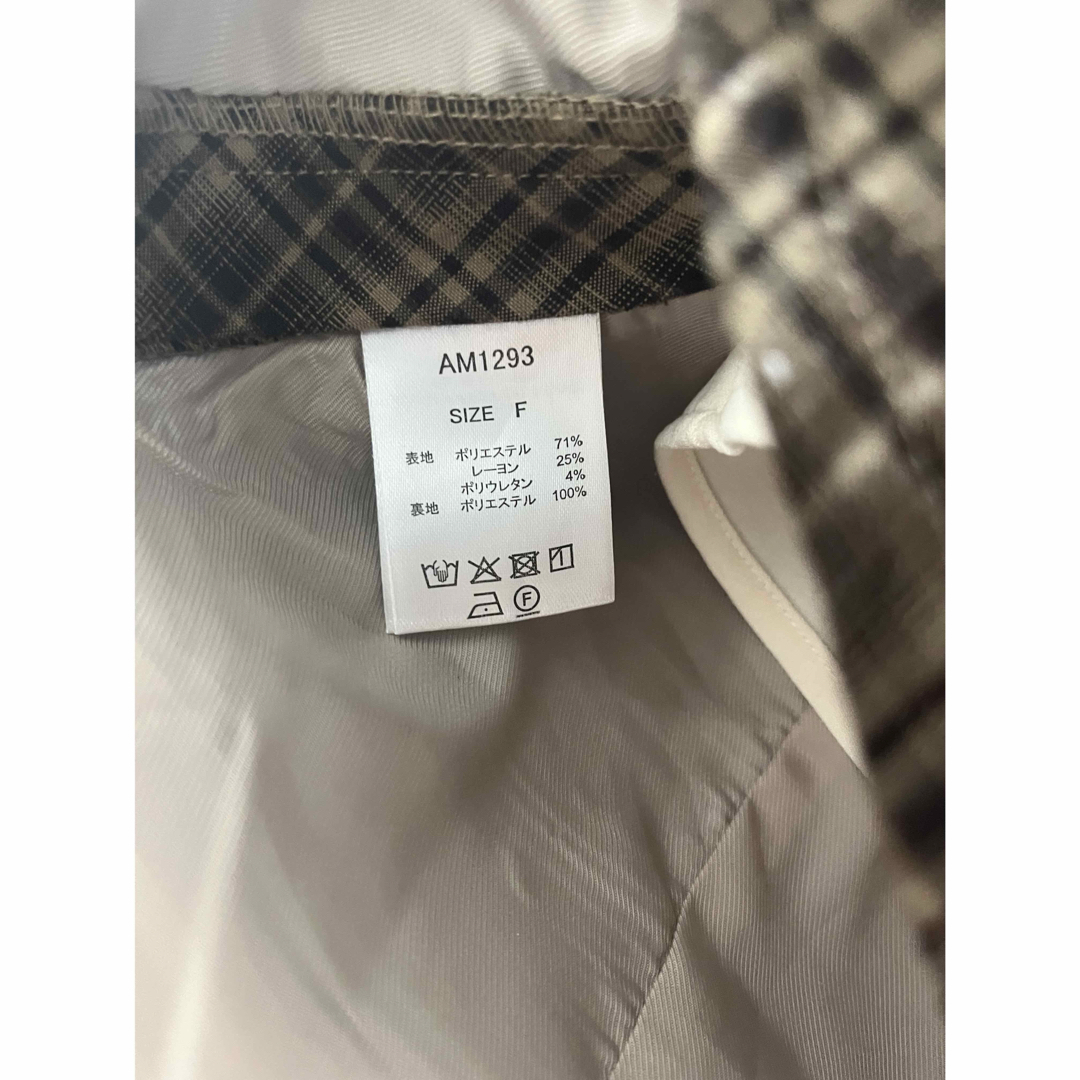 AM1293
SIZE F
表地 ポリエステル 71%
レーヨン 25%
ポリウレタン 4%
裏地 ポリエステル 100%
F